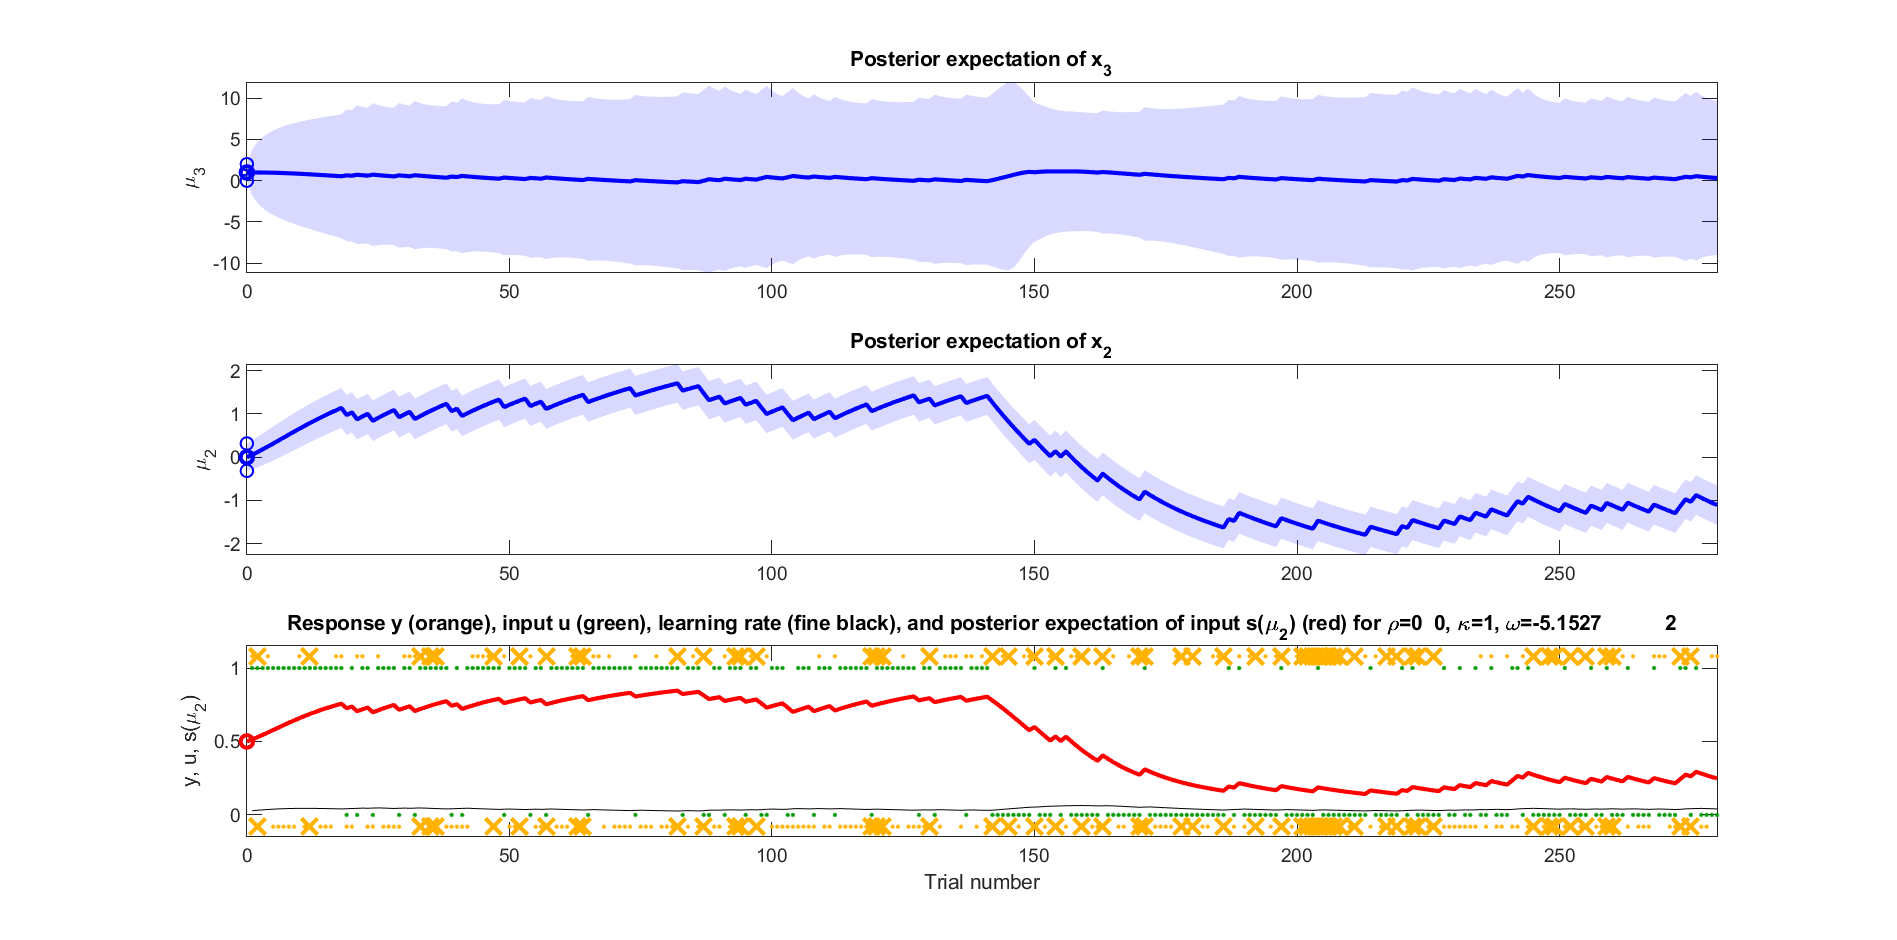 Posterior expectation of x3
10
5
0
-5
-10
μ3
0 50 100 150 200 250
Posterior expectation of x2
2
1
0
-1
-2
μ2
0 50 100 150 200 250
Response y (orange), input u (green), learning rate (fine black), and posterior expectation of input s(μ2) (red) for ρ=0 0, κ=1, ω=-5.1527 2
1
0.5
0
y, u, s(μ2)
0 50 100 150 200 250
Trial number